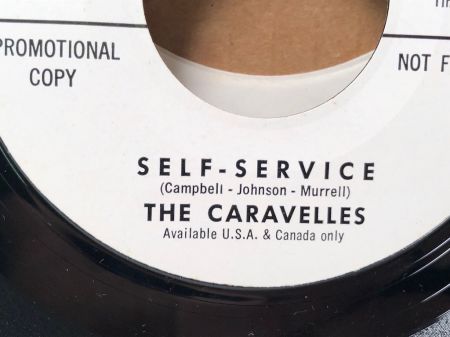 PROMOTIONAL
COPY
NOT F
SELF-SERVICE
(Campbell - Johnson - Murrell)
THE CARAVELLES
Available U.S.A. & Canada only